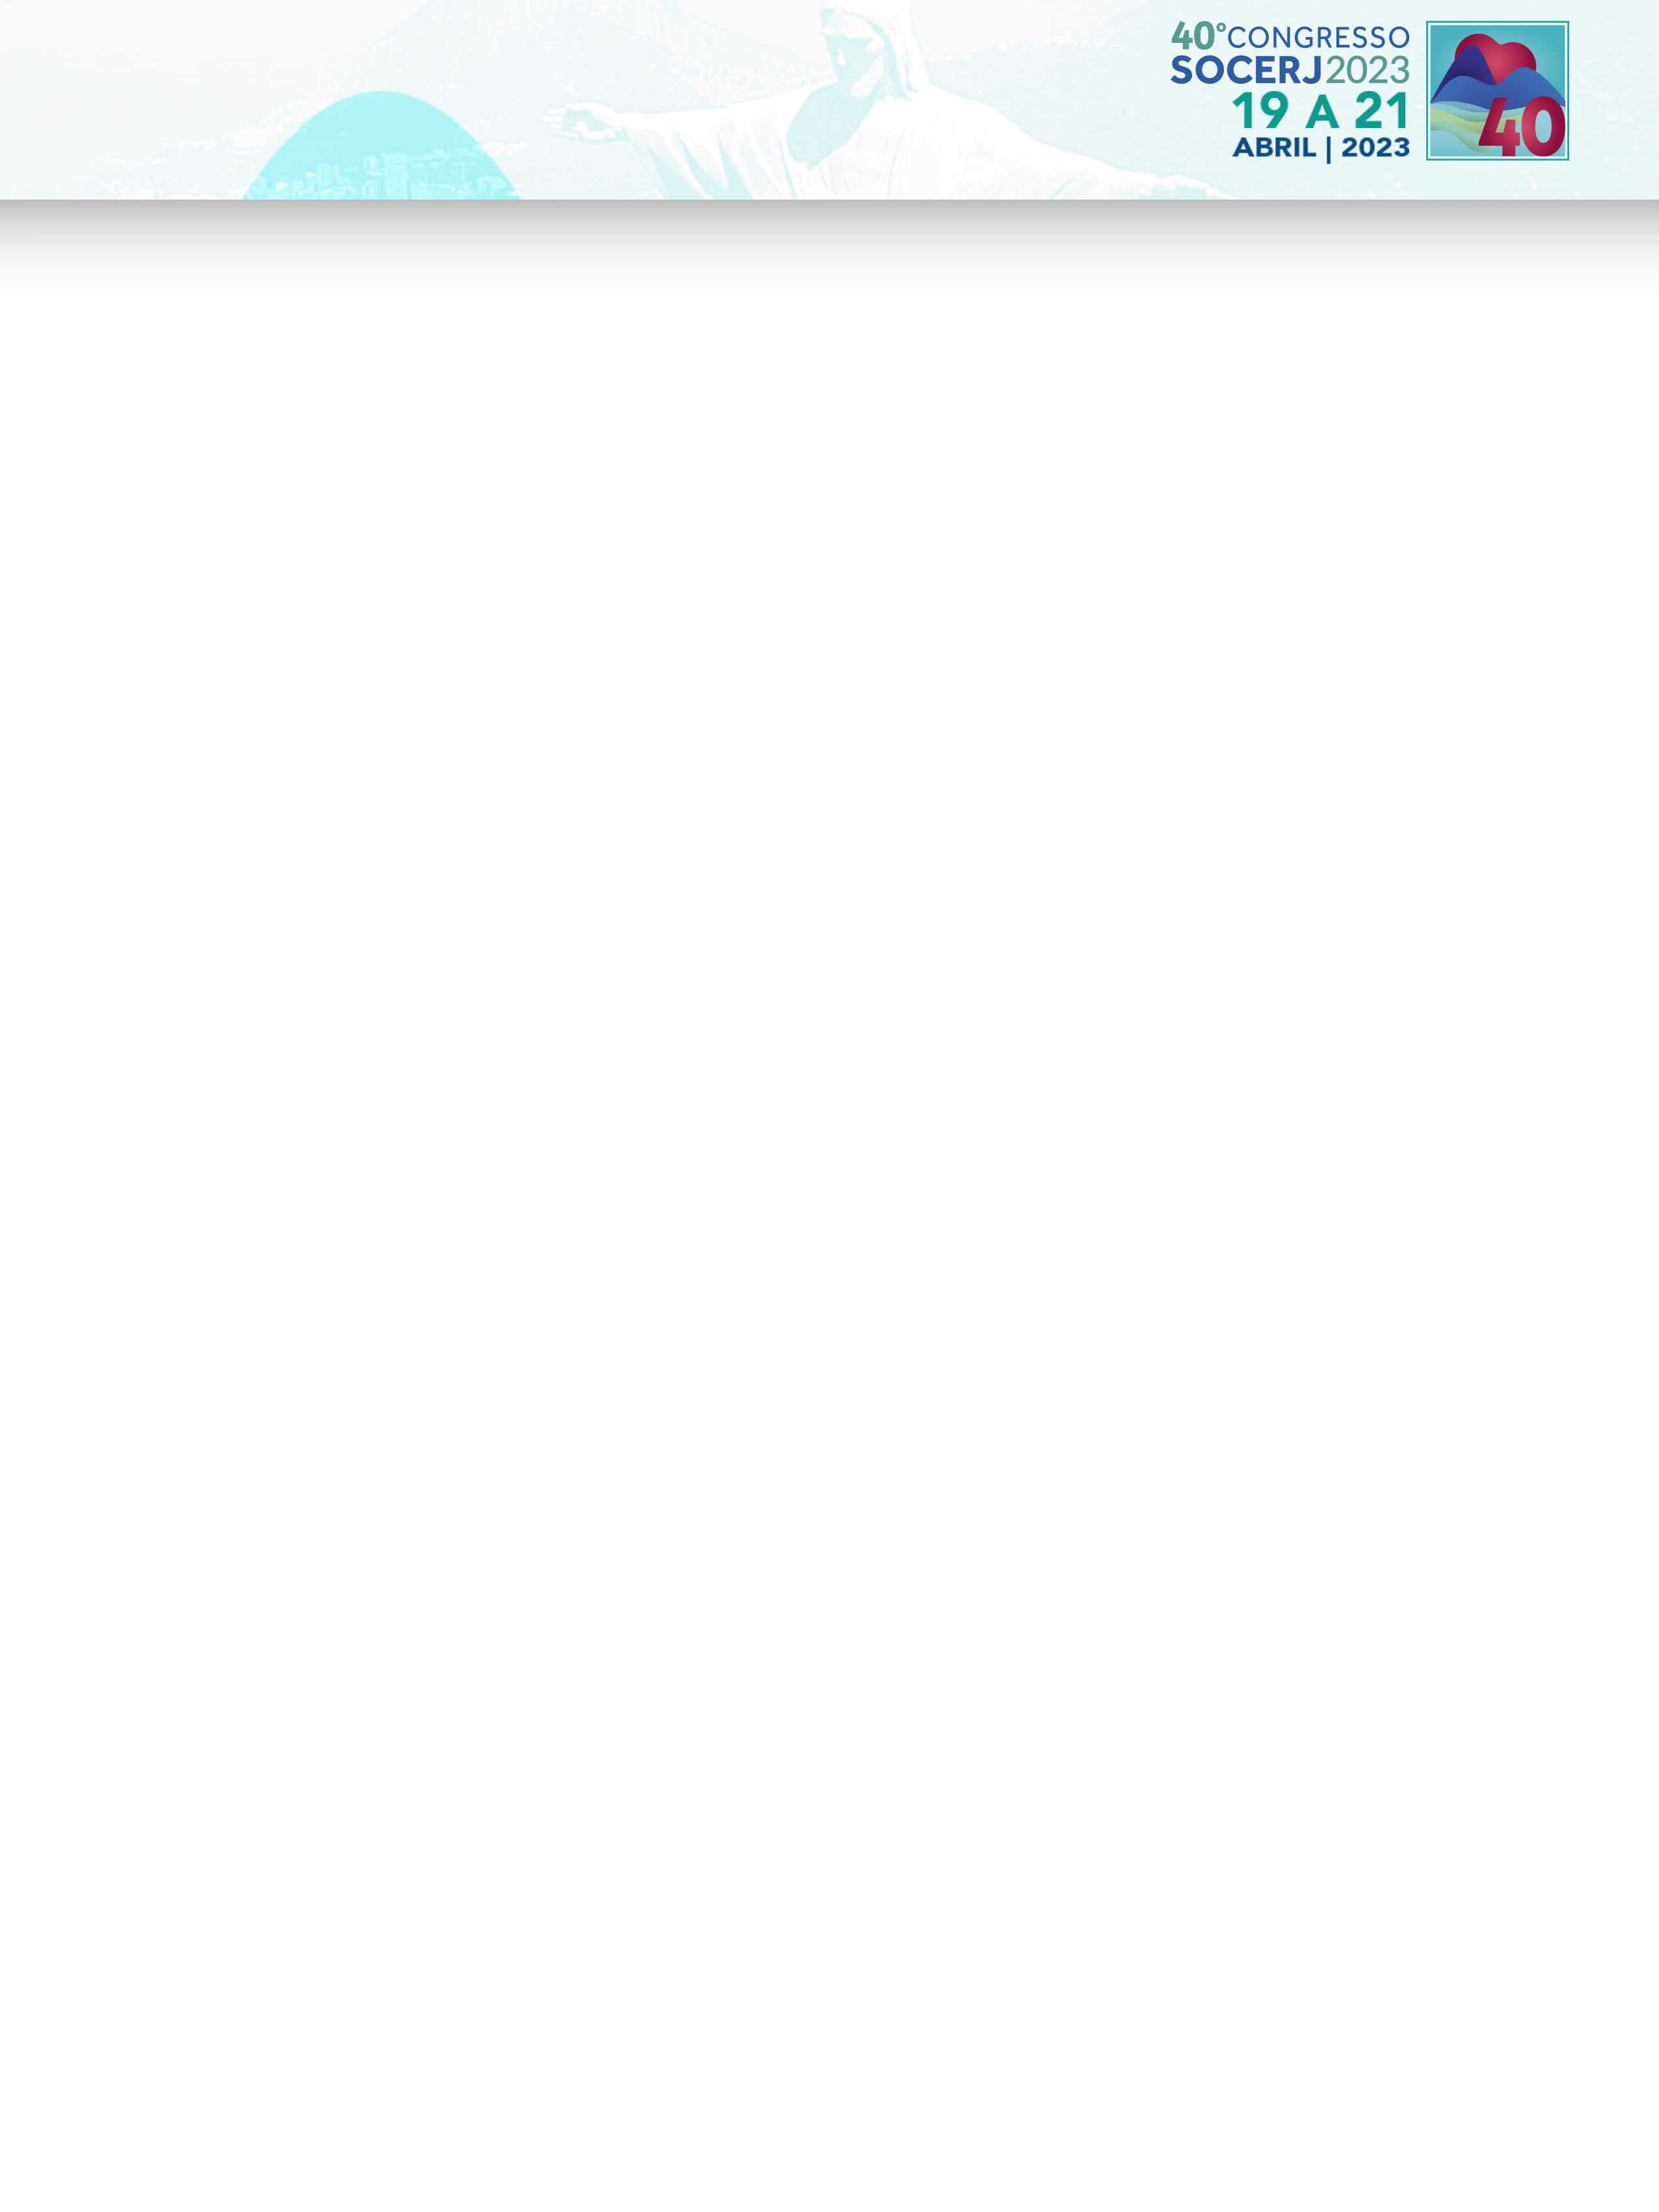 40°CONGRESSO
SOCERJ2023
19 A 21
ABRIL | 2023
40